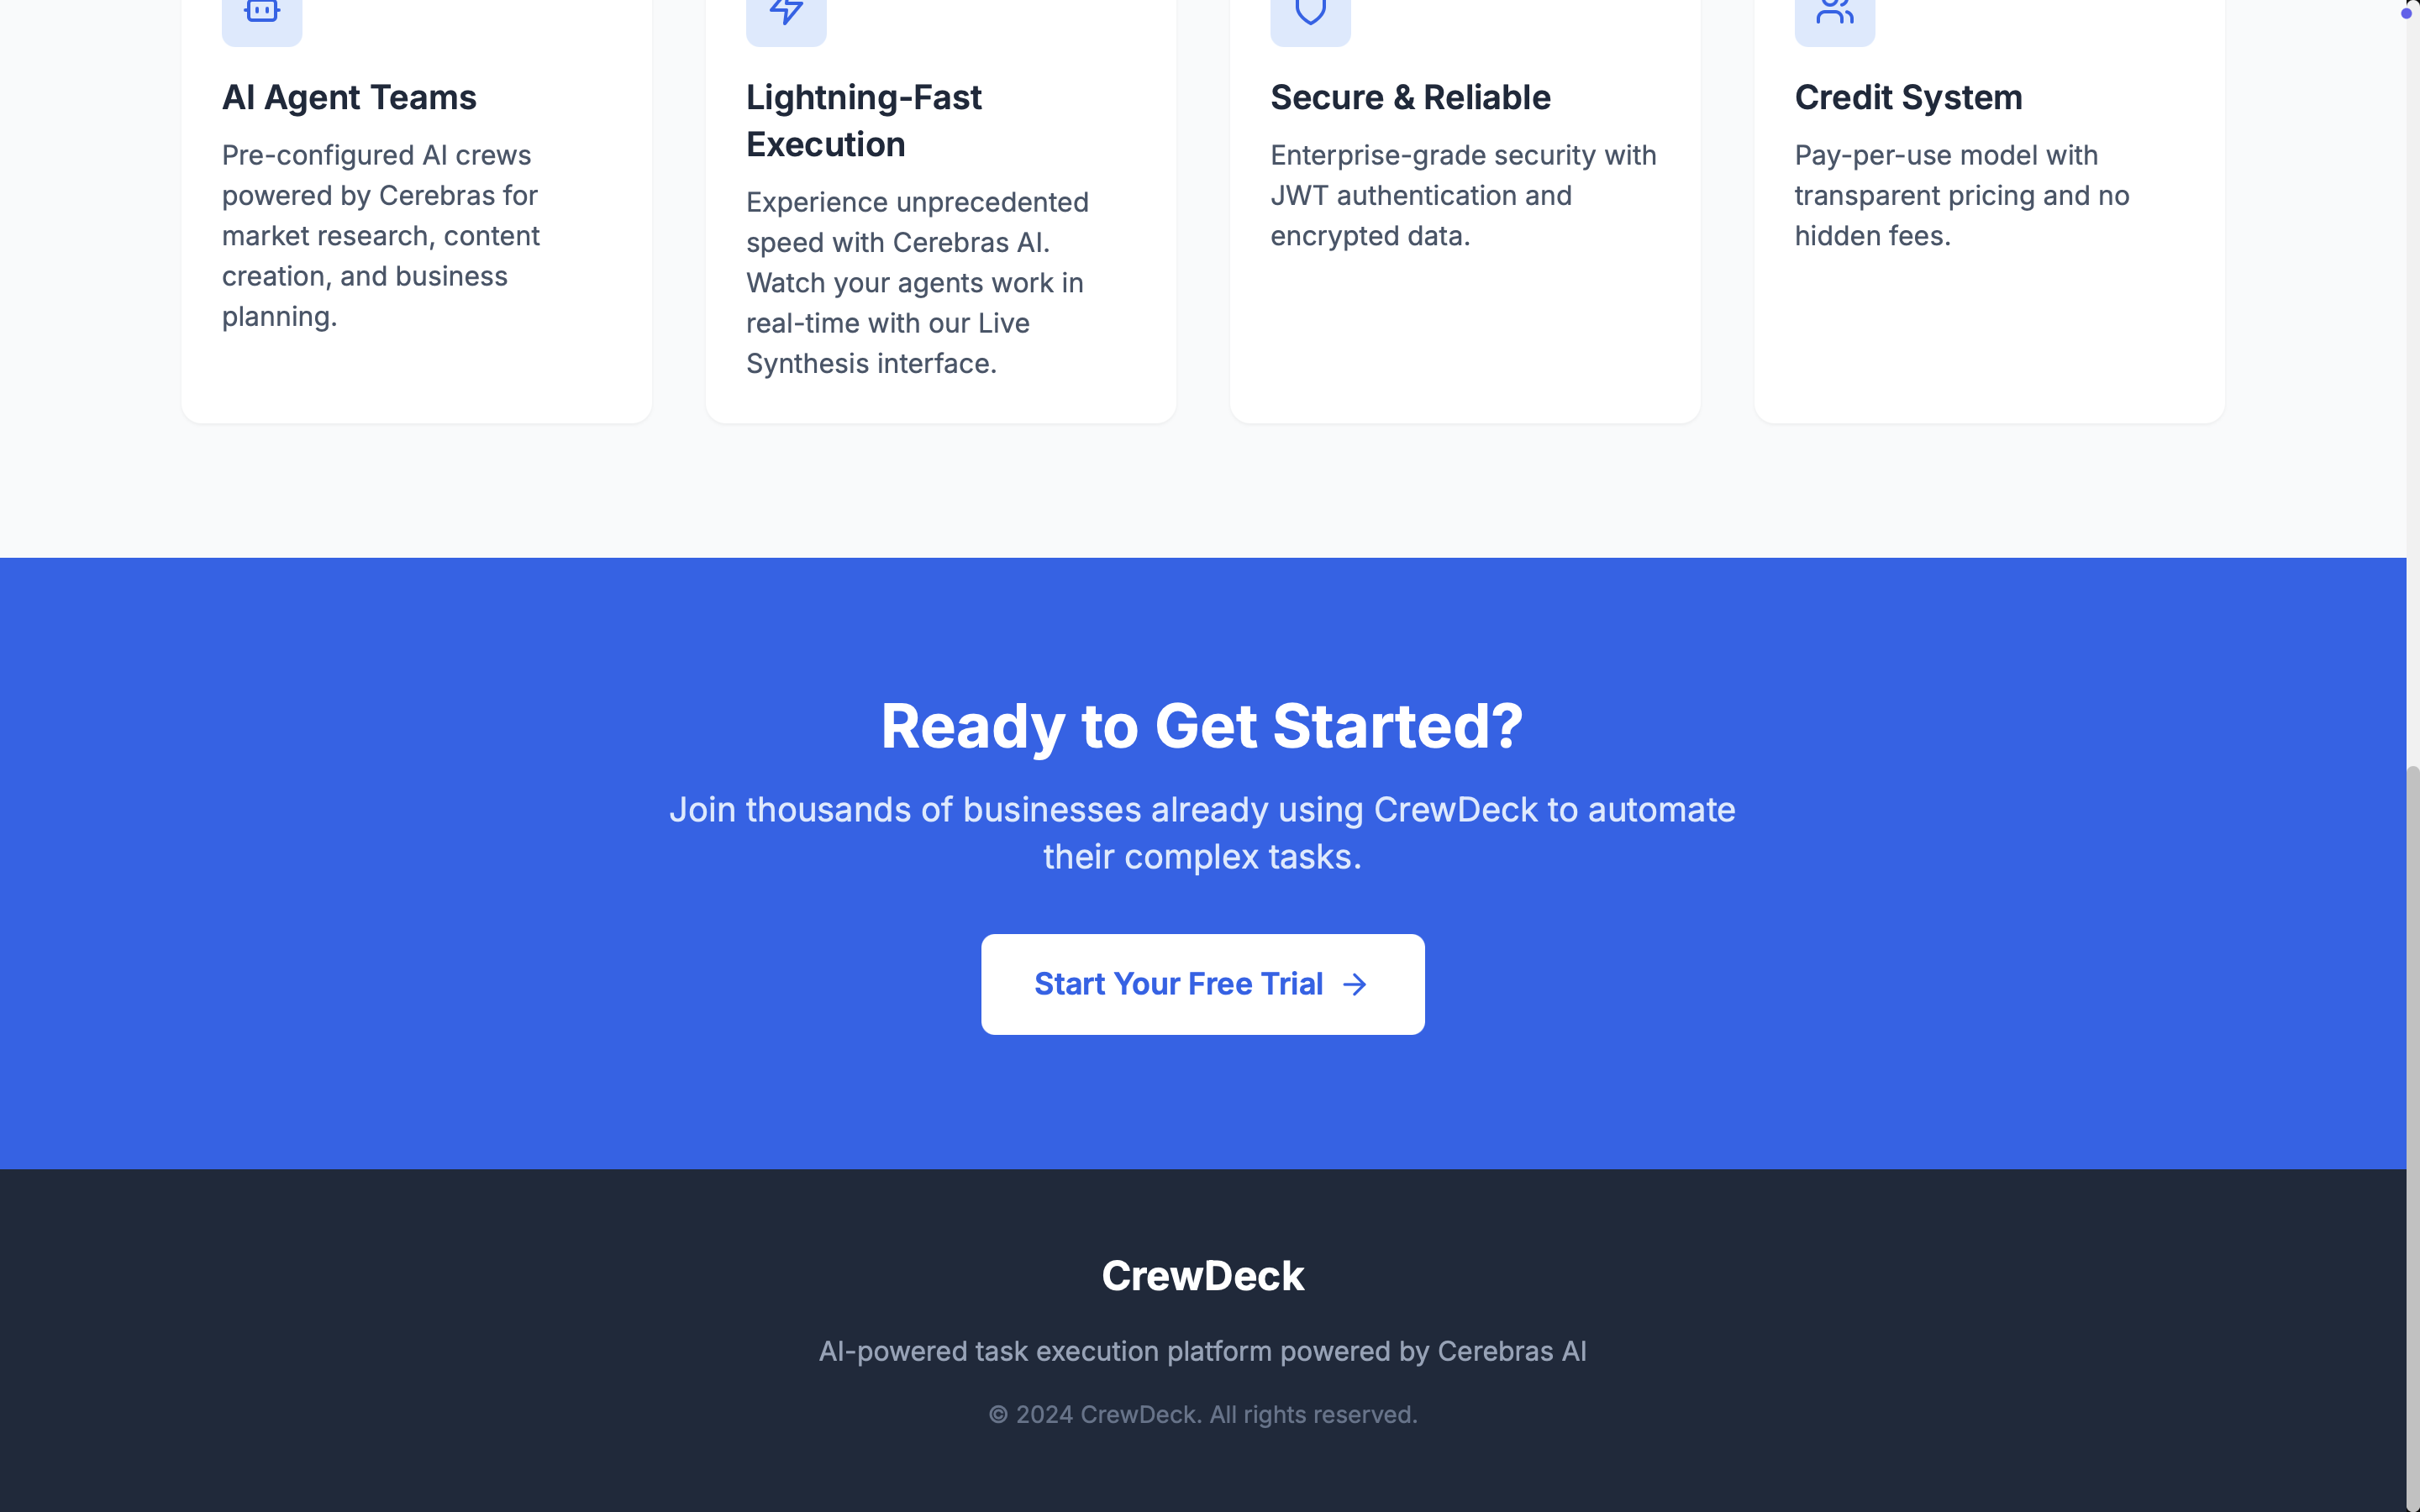 AI Agent Teams
Pre-configured AI crews
powered by Cerebras for
market research, content
creation, and business
planning.
Lightning-Fast
Execution
Experience unprecedented
speed with Cerebras AI.
Watch your agents work in
real-time with our Live
Synthesis interface.
Secure & Reliable
Enterprise-grade security with
JWT authentication and
encrypted data.
Credit System
Pay-per-use model with
transparent pricing and no
hidden fees.
Ready to Get Started?
Join thousands of businesses already using CrewDeck to automate
their complex tasks.
Start Your Free Trial →
CrewDeck
AI-powered task execution platform powered by Cerebras AI
© 2024 CrewDeck. All rights reserved.